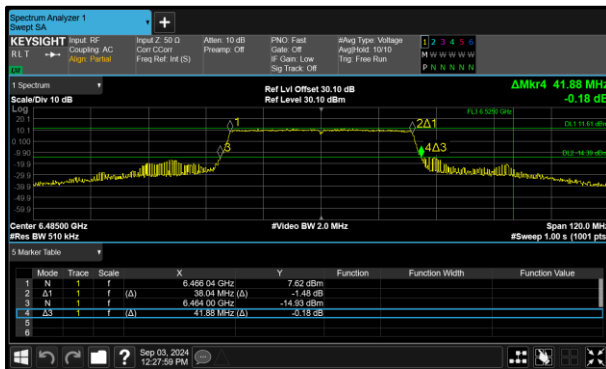 Spectrum Analyzer 1
Swept SA
KEYSIGHT Input: RF Input Z: 50 Ω Atten: 10 dB PNO: Fast #Avg Type: Voltage 1 2 3 4 5 6
RLT Coupling: AC Corr CCorr Preamp: Off Gate: Off Avg|Hold: 10/10 M W W W W W
Align: Partial Freq Ref: Int (S) IF Gain: Low Trig: Free Run P N N N N N
Sig Track: Off
1 Spectrum Ref Lvl Offset 30.10 dB ΔMkr4 41.88 MHz
Scale/Div 10 dB Ref Level 30.10 dBm -0.18 dB
Log FL3 6.5250 GHz
20.1
10.1 1 2Δ1 DL1 11.61 dBm
0.100
-9.90 3 4Δ3 DL2 -14.39 dBm
-19.9
-29.9
-39.9
-49.9
-59.9
Center 6.48500 GHz #Video BW 2.0 MHz Span 120.0 MHz
#Res BW 510 kHz #Sweep 1.00 s (1001 pts
5 Marker Table
Mode Trace Scale X Y Function Function Width Function Value
1 N 1 f 6.466 04 GHz 7.62 dBm
2 Δ1 1 f (Δ) 38.04 MHz (Δ) -1.48 dB
3 N 1 f 6.464 00 GHz -14.93 dBm
4 Δ3 1 f (Δ) 41.88 MHz (Δ) -0.18 dB
5
6
? Sep 03, 2024
12:27:59 PM